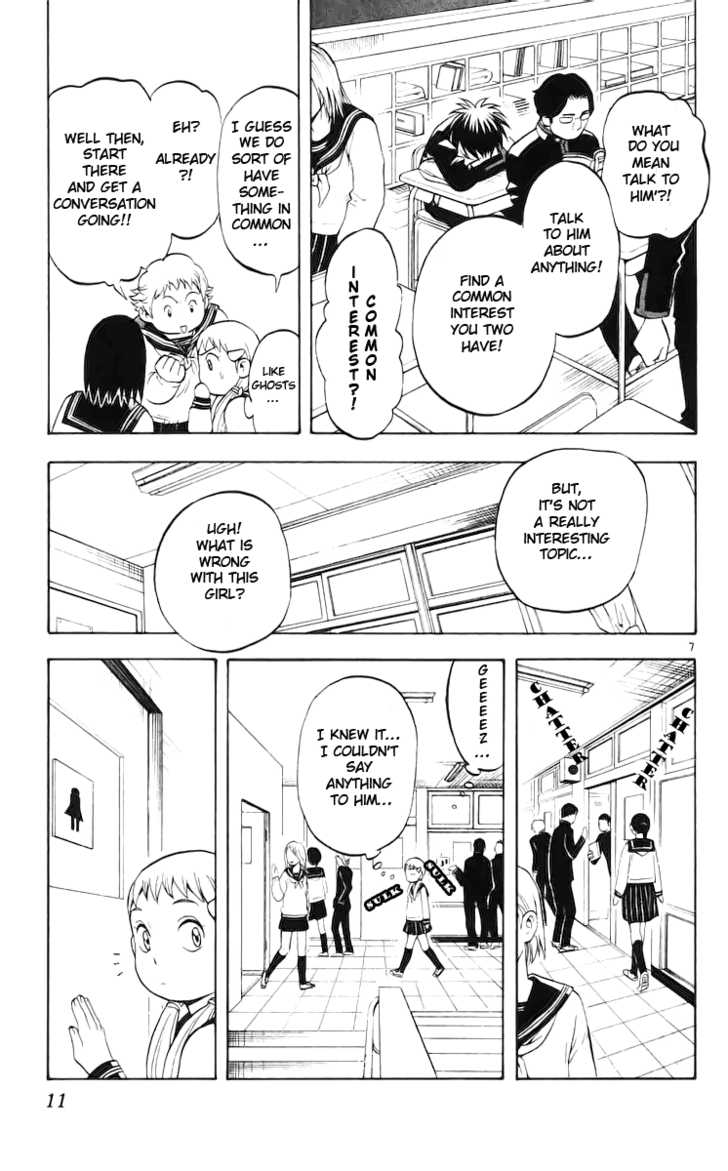 WHAT
DO YOU
MEAN
TALK TO
HIM'?!
TALK
TO HIM
ABOUT
ANYTHING!
FIND A
COMMON
INTEREST
YOU TWO
HAVE!
COMMON
INTEREST?!
I GUESS
WE DO
SORT OF
HAVE
SOME-
THING IN
COMMON
...
LIKE
GHOSTS
...
EH?
ALREADY
?!
WELL THEN,
START
THERE
AND GET A
CONVERSATION
GOING!!
BUT,
IT'S NOT
A REALLY
INTERESTING
TOPIC...
UGH!
WHAT IS
WRONG
WITH THIS
GIRL?
7
CHATTER
CHATTER
GEEEEEZ
...
I KNEW IT...
I COULDN'T
SAY
ANYTHING
TO HIM...
SULK
SULK
11